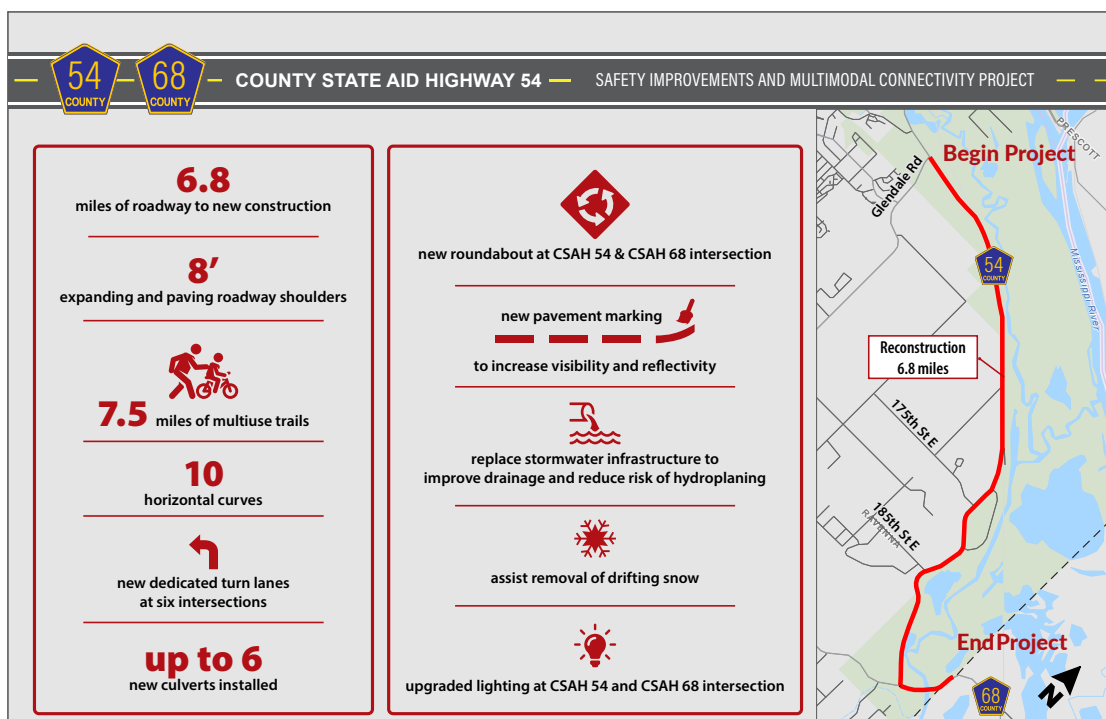 54
COUNTY
68
COUNTY
COUNTY STATE AID HIGHWAY 54
SAFETY IMPROVEMENTS AND MULTIMODAL CONNECTIVITY PROJECT
6.8
miles of roadway to new construction
8’
expanding and paving roadway shoulders
7.5 miles of multiuse trails
10
horizontal curves
new dedicated turn lanes
at six intersections
up to 6
new culverts installed
new roundabout at CSAH 54 & CSAH 68 intersection
new pavement marking
to increase visibility and reflectivity
replace stormwater infrastructure to
improve drainage and reduce risk of hydroplaning
assist removal of drifting snow
upgraded lighting at CSAH 54 and CSAH 68 intersection
PRESCOTT
Begin Project
Glendale Rd
54
COUNTY
Mississippi River
Reconstruction
6.8 miles
175th St E
185th St E
RAVENNA
End Project
68
COUNTY
N